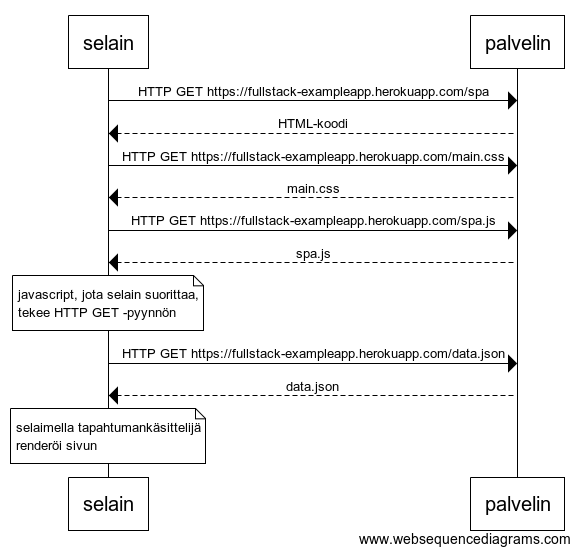 selain
palvelin
HTTP GET https://fullstack-exampleapp.herokuapp.com/spa
HTML-koodi
HTTP GET https://fullstack-exampleapp.herokuapp.com/main.css
main.css
HTTP GET https://fullstack-exampleapp.herokuapp.com/spa.js
spa.js
javascript, jota selain suorittaa,
tekee HTTP GET -pyynnön
HTTP GET https://fullstack-exampleapp.herokuapp.com/data.json
data.json
selaimella tapahtumankäsittelijä
renderöi sivun
selain
palvelin
www.websequencediagrams.com